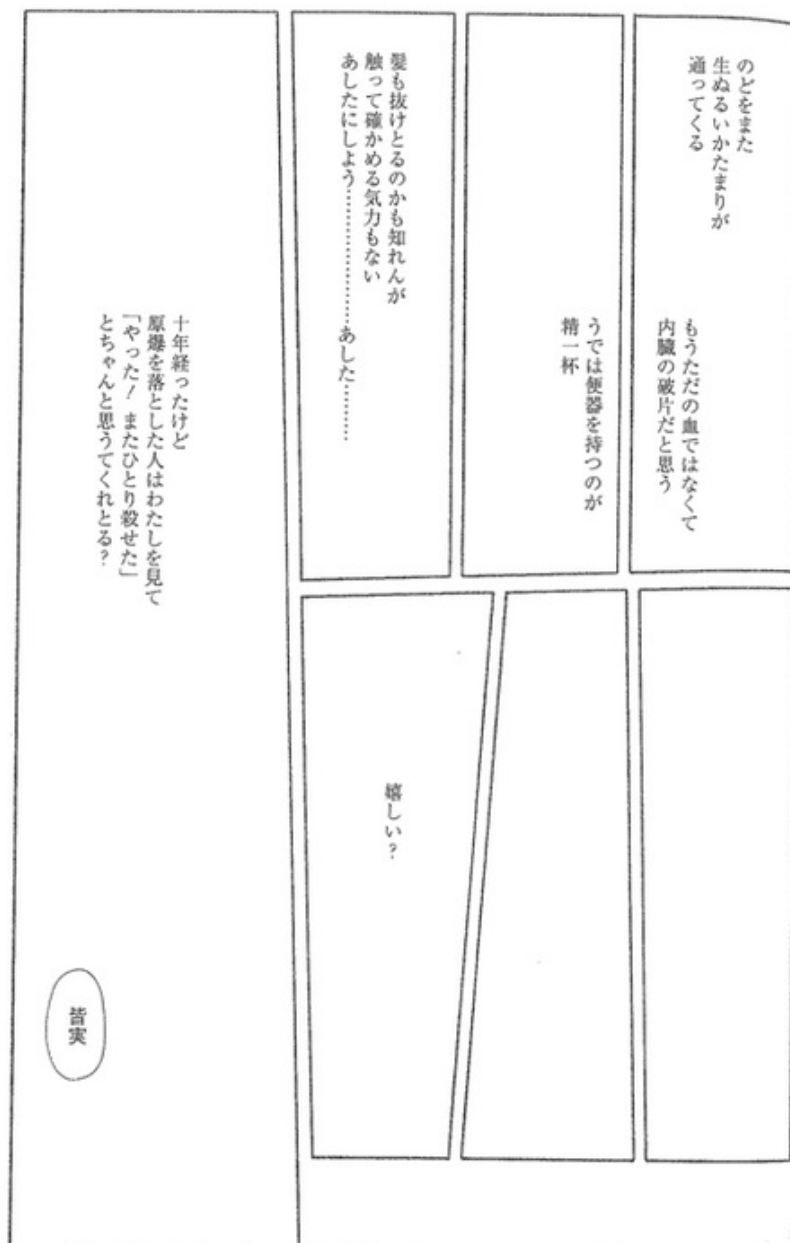 のどをまた
生ぬるいかたまりが
通ってくる
もうただの血ではなくて
内臓の破片だと思う
うでは便器を持つのが
精一杯
髪も抜けとるのかも知れんが
触って確かめる気力もない
あしたにしよう…………………あした………
嬉しい?
十年経ったけど
原爆を落とした人はわたしを見て
「やった! またひとり殺せた」
とちゃんと思うてくれとる?
皆実